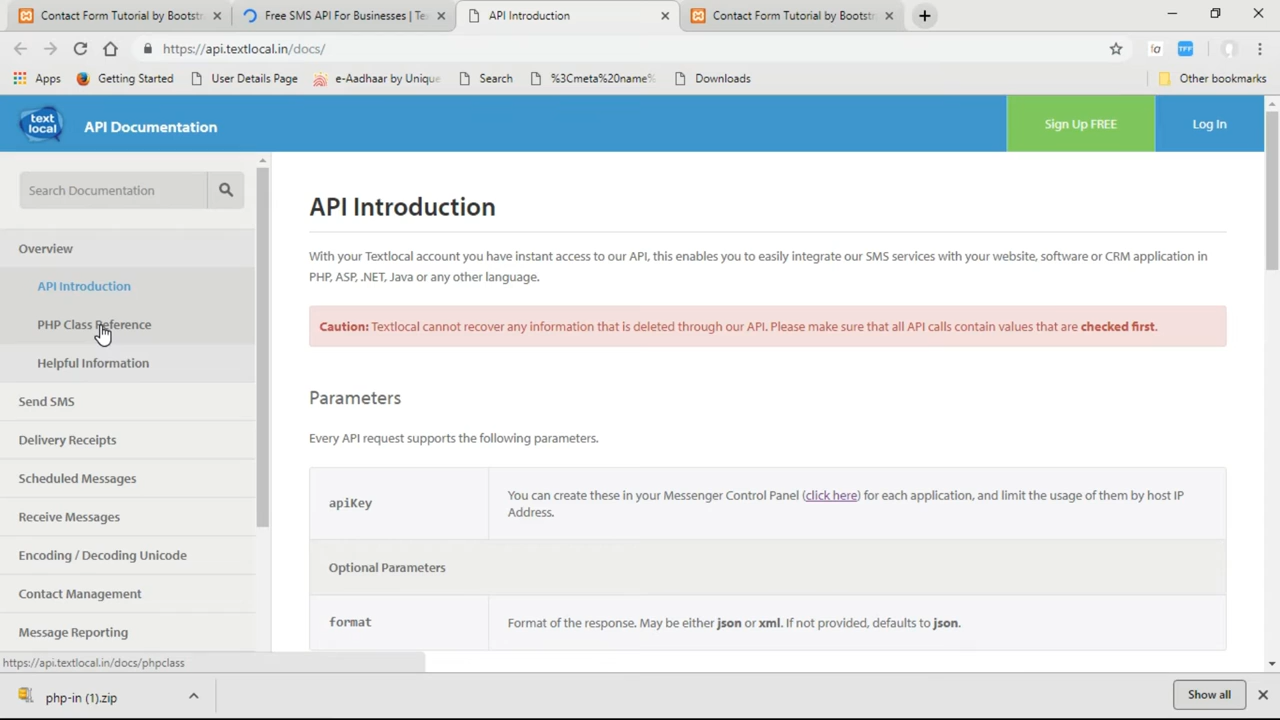 Contact Form Tutorial by Bootstr
Free SMS API For Businesses | Te
API Introduction
Contact Form Tutorial by Bootstr
https://api.textlocal.in/docs/
Apps
Getting Started
User Details Page
e-Aadhaar by Unique
Search
%3Cmeta%20name%
Downloads
Other bookmarks
text
local
API Documentation
Sign Up FREE
Log In
Search Documentation
Overview
API Introduction
PHP Class Reference
Helpful Information
Send SMS
Delivery Receipts
Scheduled Messages
Receive Messages
Encoding / Decoding Unicode
Contact Management
Message Reporting
API Introduction
With your Textlocal account you have instant access to our API, this enables you to easily integrate our SMS services with your website, software or CRM application in
PHP, ASP, .NET, Java or any other language.
Caution: Textlocal cannot recover any information that is deleted through our API. Please make sure that all API calls contain values that are checked first.
Parameters
Every API request supports the following parameters.
apiKey
You can create these in your Messenger Control Panel (click here) for each application, and limit the usage of them by host IP
Address.
Optional Parameters
format
Format of the response. May be either json or xml. If not provided, defaults to json.
https://api.textlocal.in/docs/phpclass
php-in (1).zip
Show all